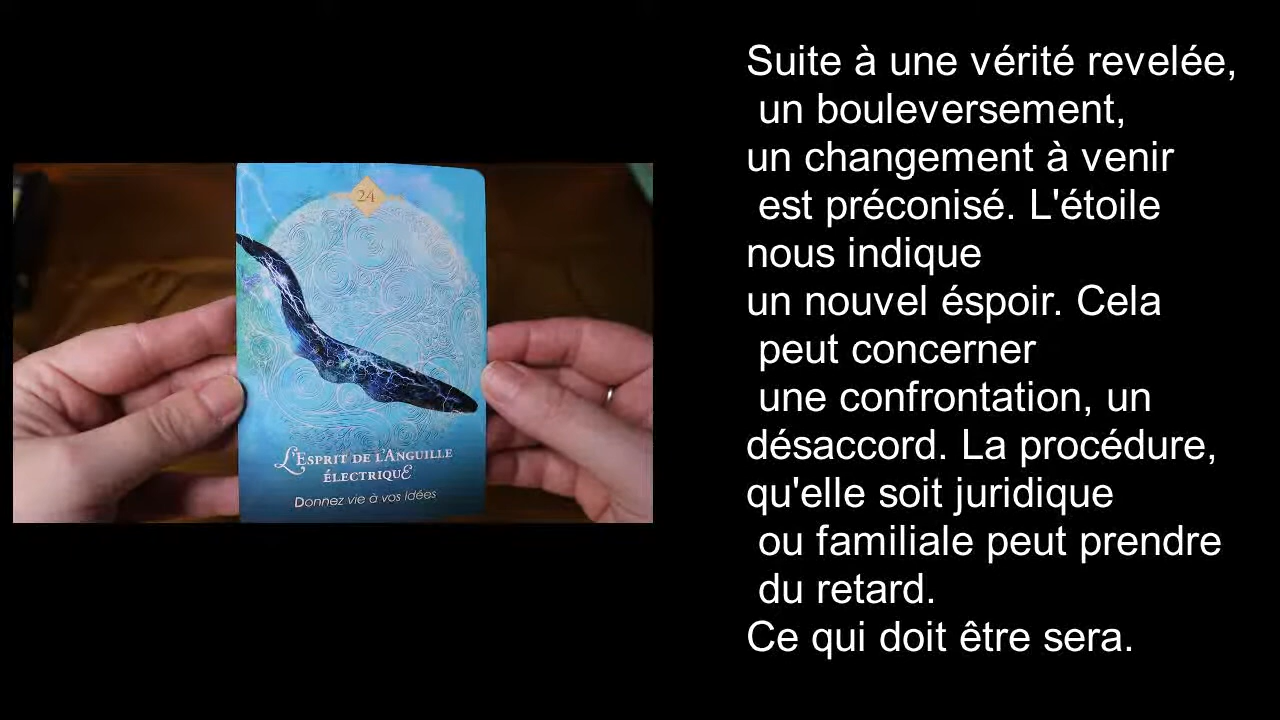 24
L'ESPRIT DE L'ANGUILLE
ÉLECTRIQUE
Donnez vie à vos idées
Suite à une vérité revelée,
un bouleversement,
un changement à venir
est préconisé. L'étoile
nous indique
un nouvel éspoir. Cela
peut concerner
une confrontation, un
désaccord. La procédure,
qu'elle soit juridique
ou familiale peut prendre
du retard.
Ce qui doit être sera.